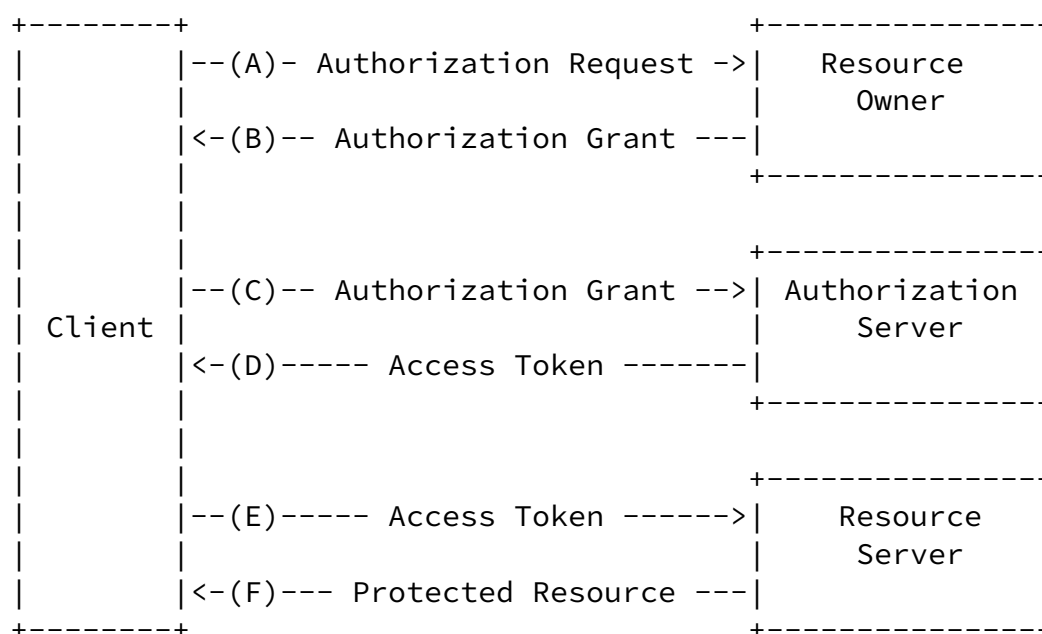 +--------+                               +----------------
|        |--(A)- Authorization Request ->|   Resource
|        |                               |     Owner
|        |<-(B)-- Authorization Grant ---|
|        |                               +----------------
|        |
|        |                               +----------------
|        |--(C)-- Authorization Grant -->| Authorization
| Client |                               |     Server
|        |<-(D)----- Access Token -------|
|        |                               +----------------
|        |
|        |                               +----------------
|        |--(E)----- Access Token ------>|    Resource
|        |                               |     Server
|        |<-(F)--- Protected Resource ---|
+--------+                               +----------------